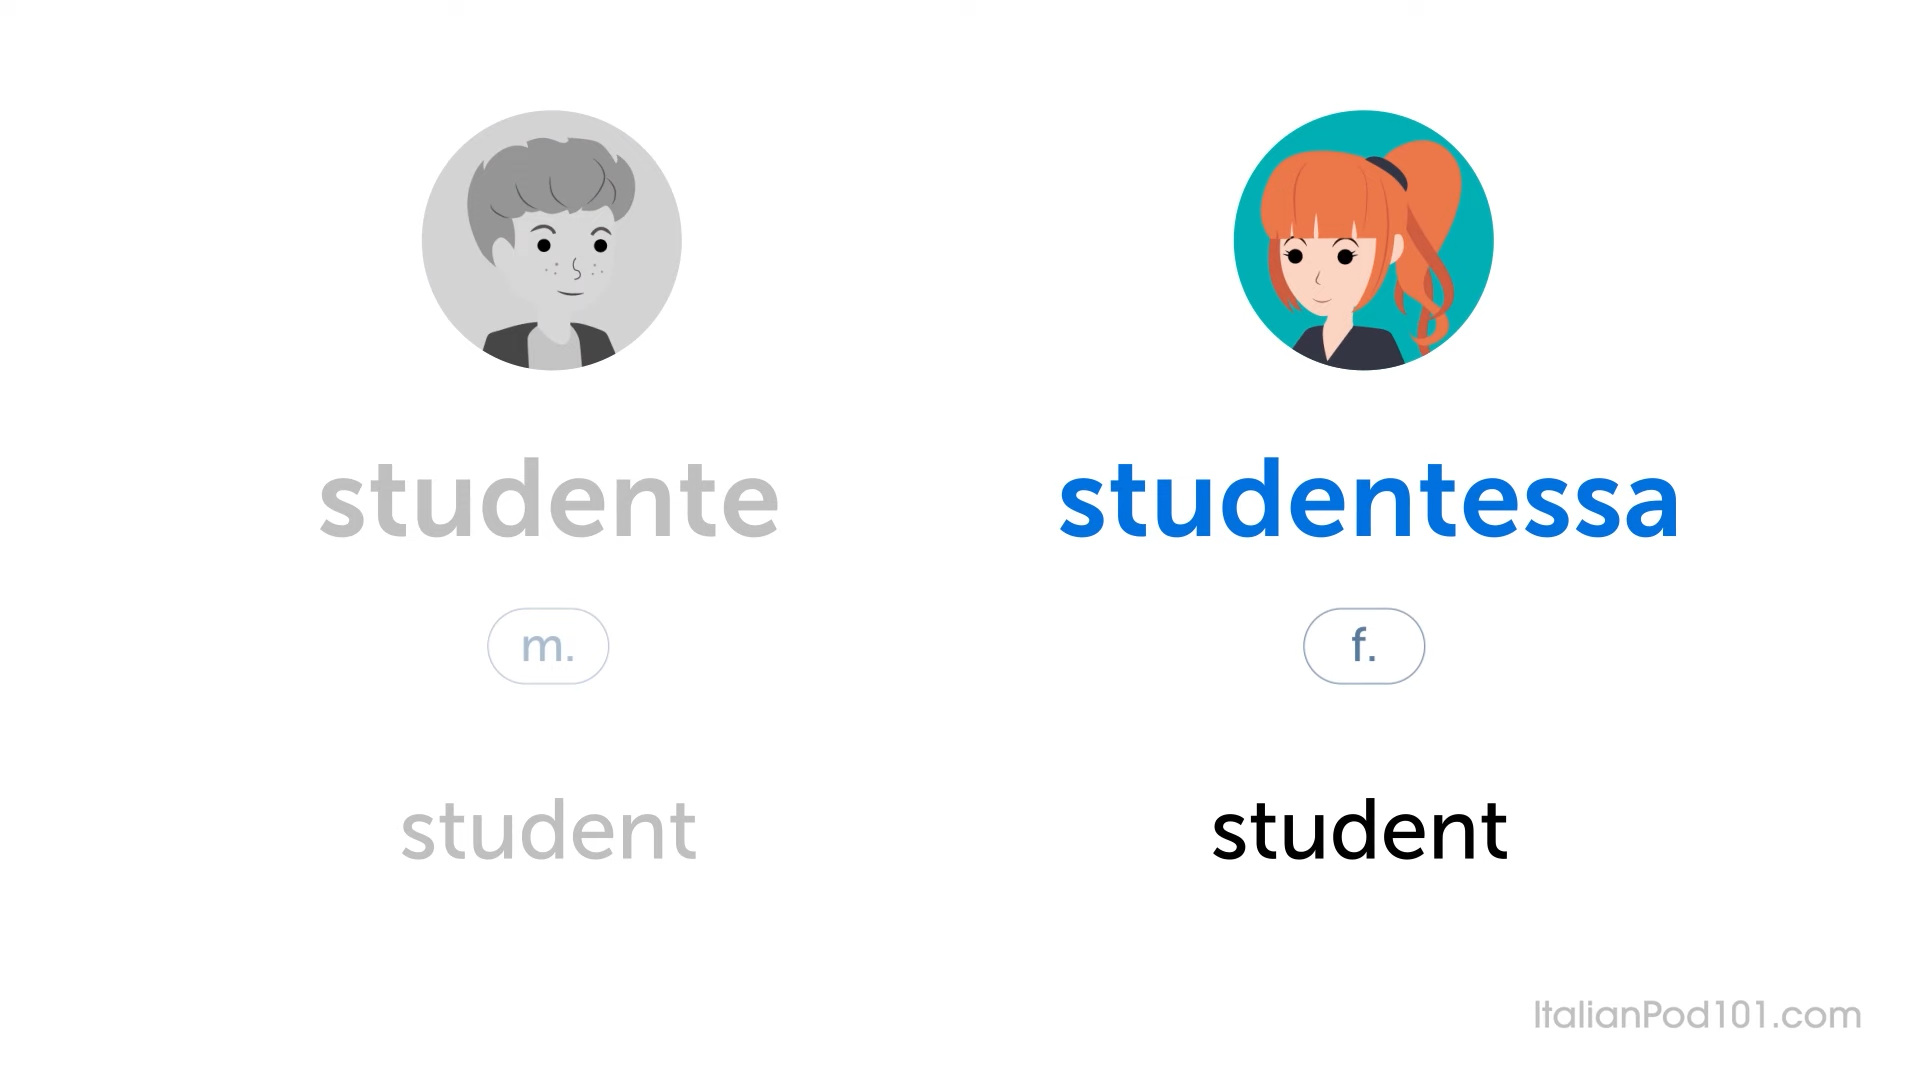 studente
studentessa
m.
f.
student
student
ItalianPod101.com